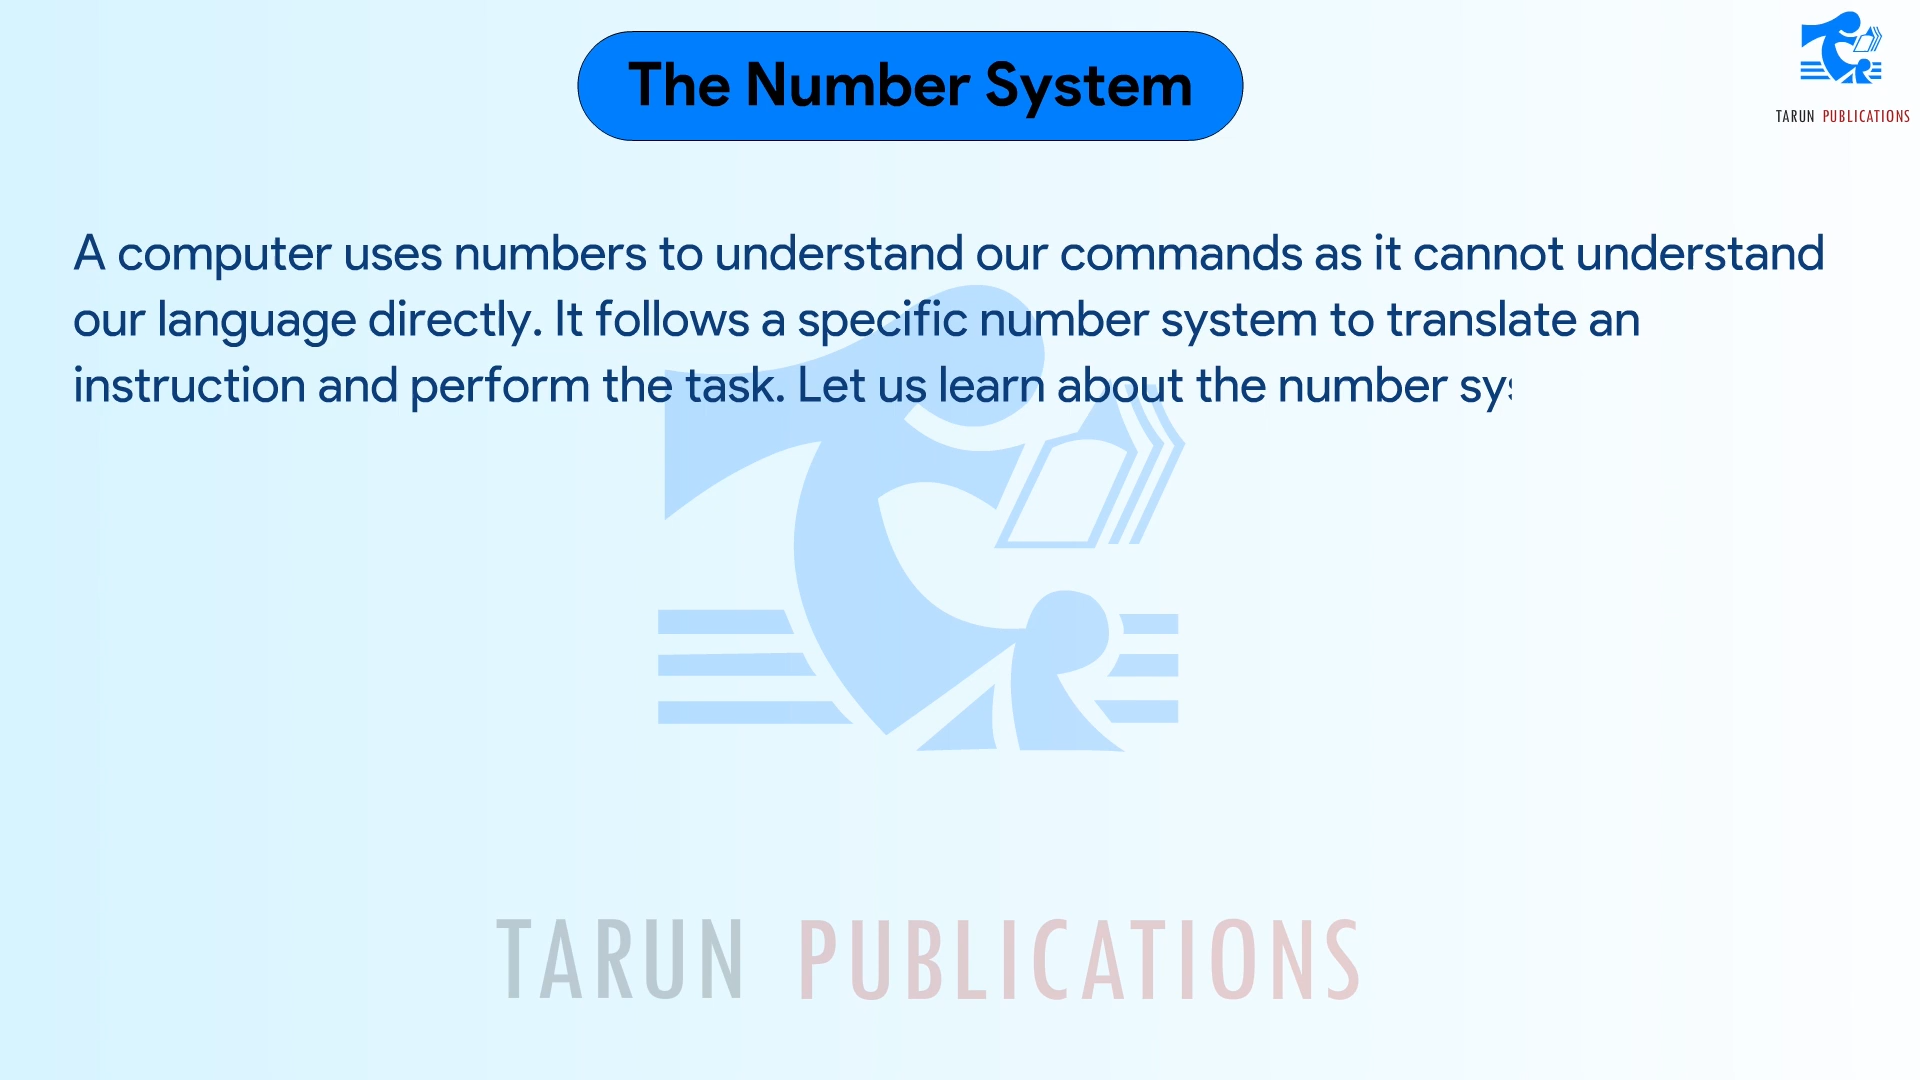 The Number System
TARUN PUBLICATIONS
A computer uses numbers to understand our commands as it cannot understand
our language directly. It follows a specific number system to translate an
instruction and perform the task. Let us learn about the number
TARUN PUBLICATIONS